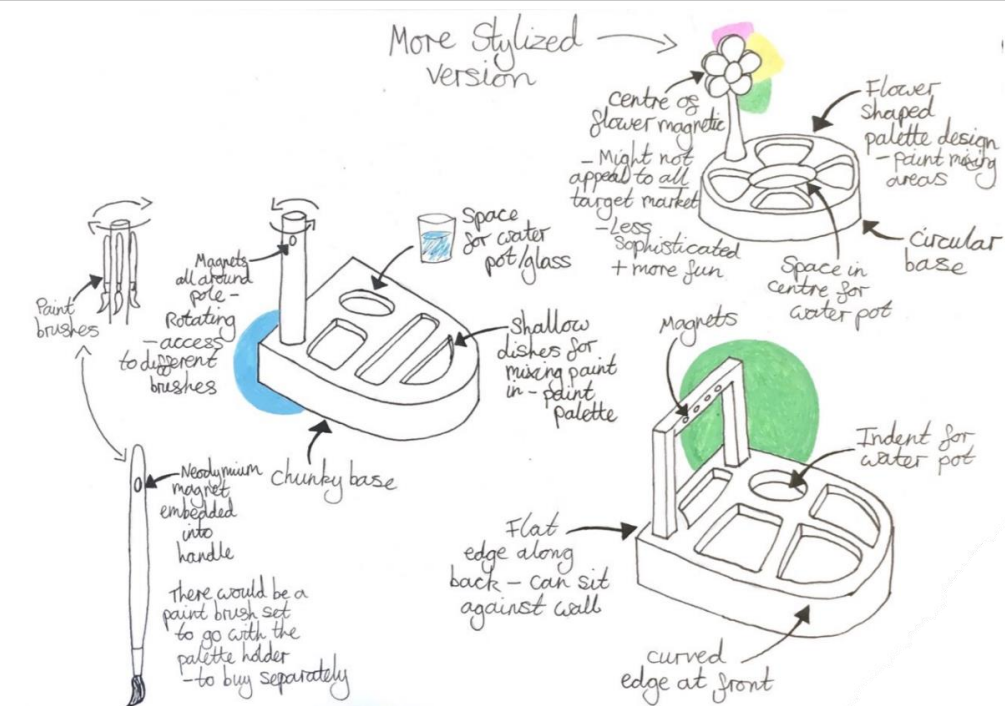 More Stylized
version
Centre of
flower magnetic
- Might not
appeal to all
target market
- Less
sophisticated
+ more fun
Flower
shaped
palette design
- paint mixing
areas
Circular
base
Space in
centre for
water pot
Space
for water
pot/glass
Magnets
all around
pole -
Rotating
- access
to different
brushes
Paint
brushes
Shallow
dishes for
mixing paint
in - paint
palette
chunky base
Neodymium
magnet
embedded
into
handle
There would be a
paint brush set
to go with the
palette holder
- to buy separately
Magnets
Indent for
water pot
Flat
edge along
back - can sit
against wall
curved
edge at front